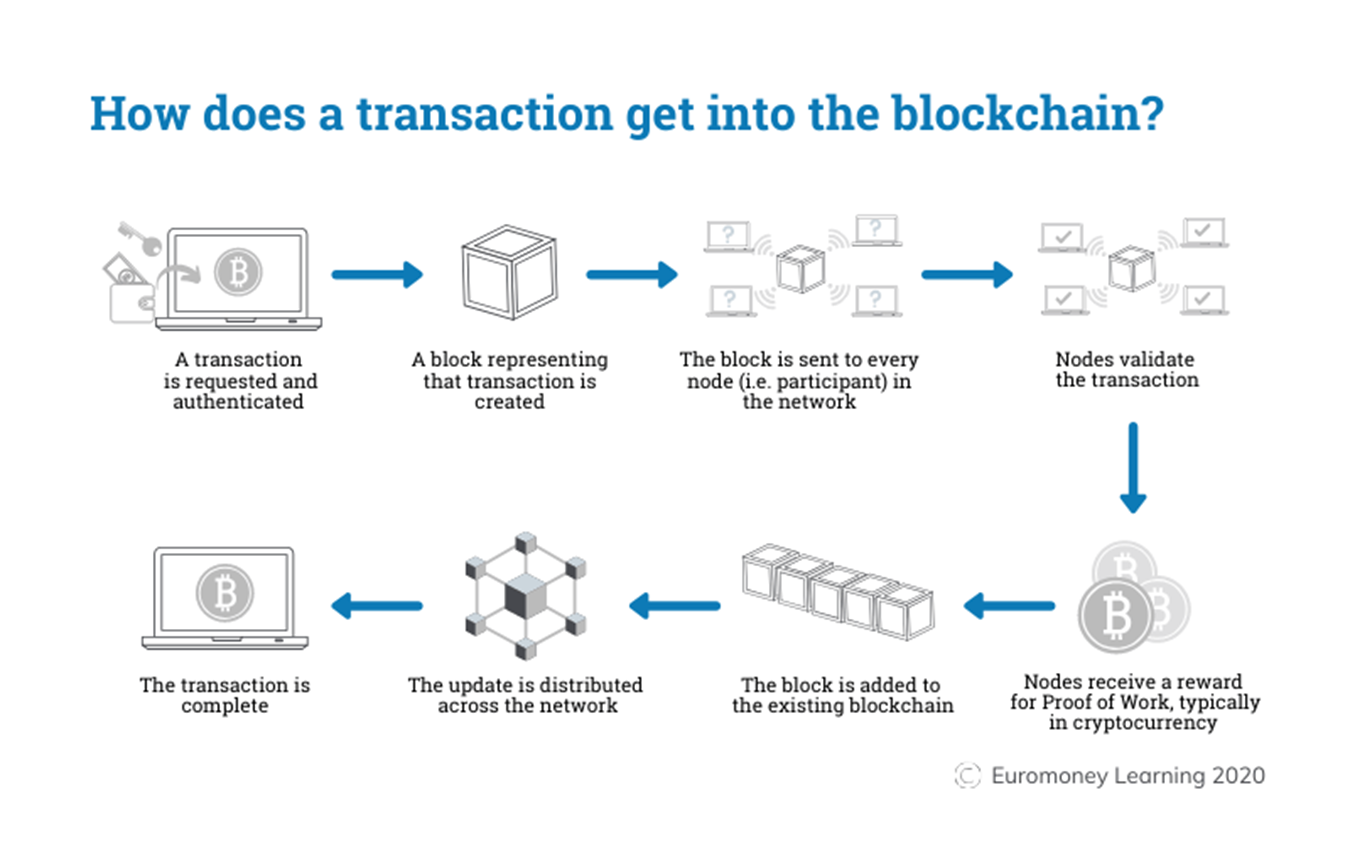 How does a transaction get into the blockchain?
A transaction
is requested and
authenticated
A block representing
that transaction is
created
The block is sent to every
node (i.e. participant) in
the network
Nodes validate
the transaction
Nodes receive a reward
for Proof of Work, typically
in cryptocurrency
The block is added to
the existing blockchain
The update is distributed
across the network
The transaction is
complete
© Euromoney Learning 2020